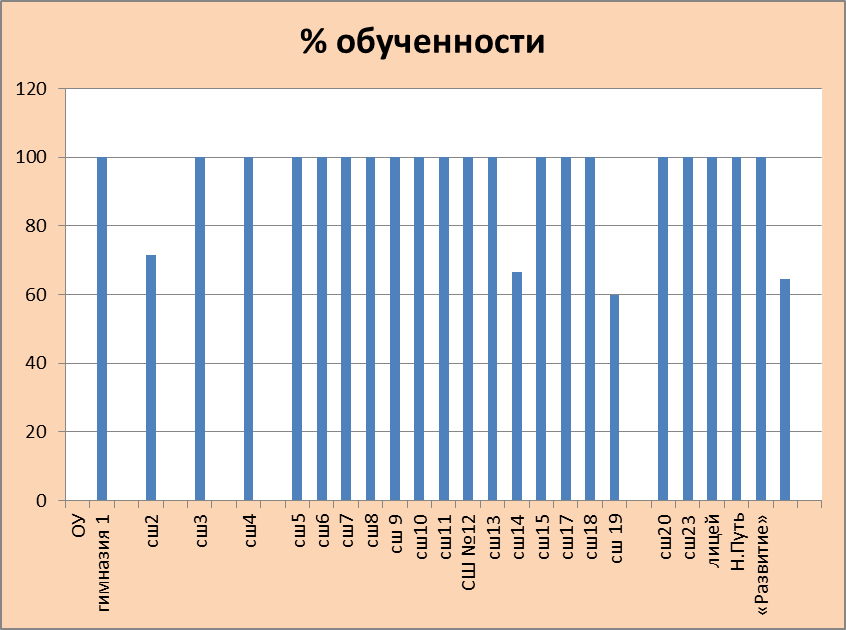 % обученности
120
100
80
60
40
20
0
ОУ
гимназия 1
сш2
сш3
сш4
сш5
сш6
сш7
сш8
сш 9
сш10
сш11
СШ №12
сш13
сш14
сш15
сш17
сш18
сш 19
сш20
сш23
лицей
Н.Путь
«Развитие»